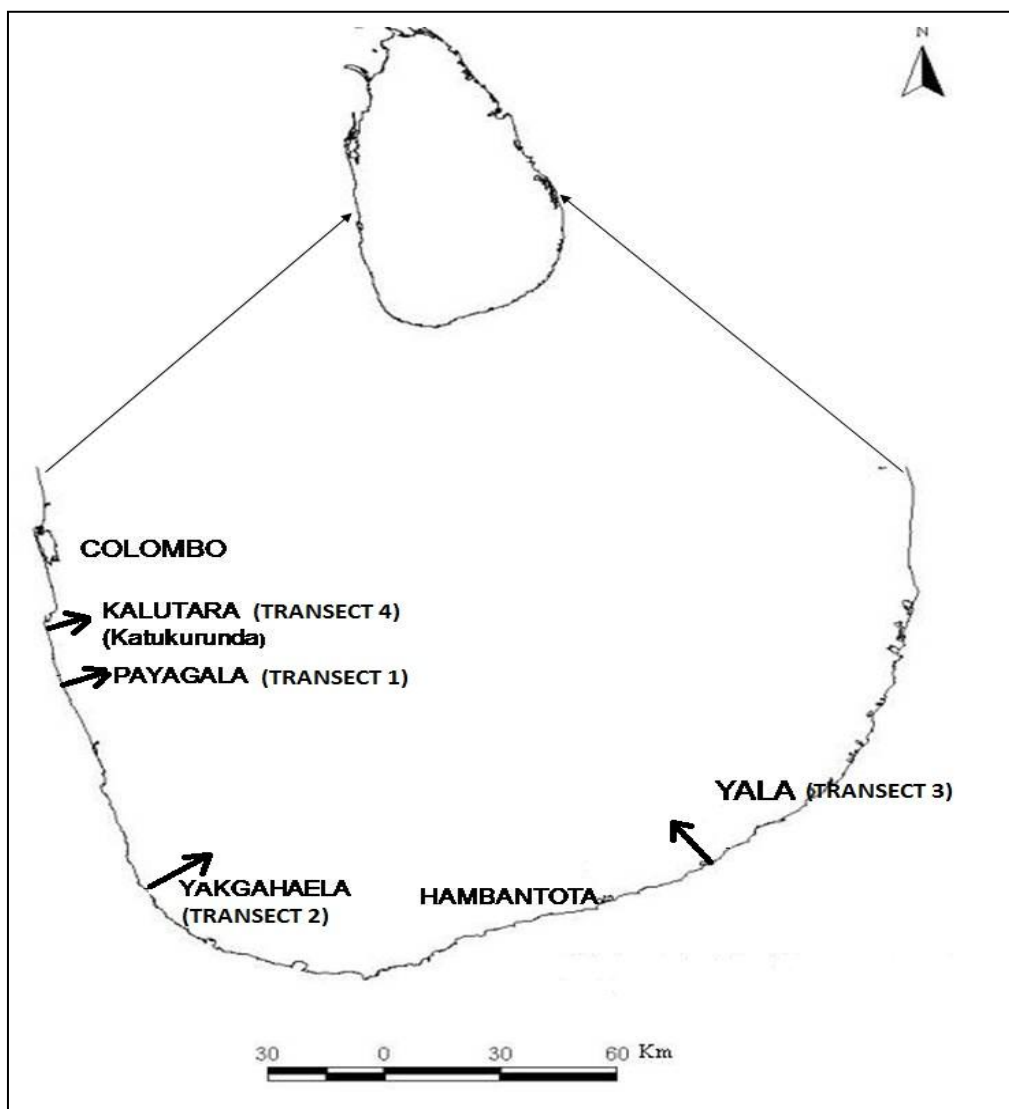 N
COLOMBO
KALUTARA (TRANSECT 4)
(Katukurunda)
PAYAGALA (TRANSECT 1)
YALA (TRANSECT 3)
YAKGAHAELA
(TRANSECT 2)
HAMBANTOTA
30 0 30 60 Km